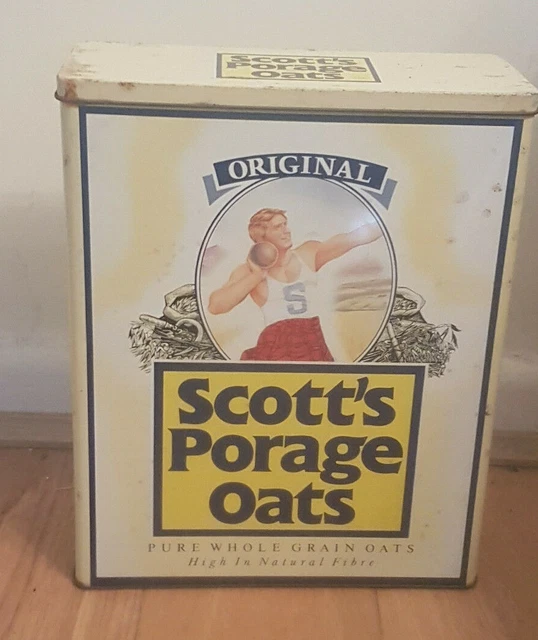 Scott's
Porage
Oats
ORIGINAL
S
Scott's
Porage
Oats
PURE WHOLE GRAIN OATS
High In Natural Fibre